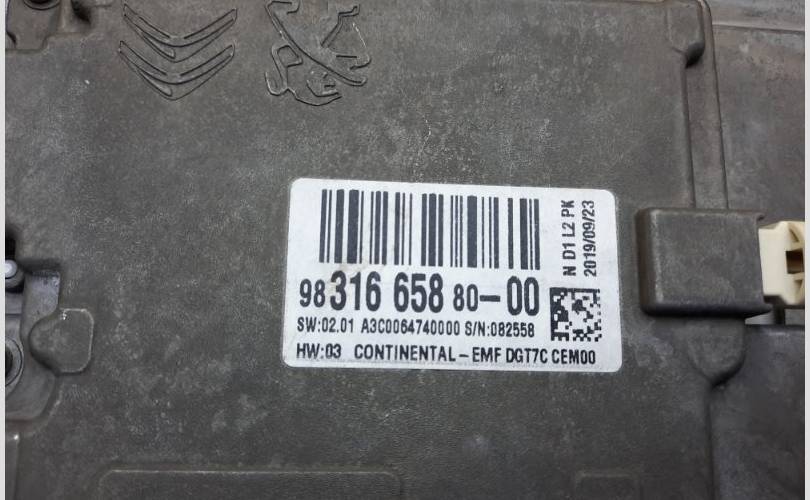 98 316 658 80-00
SW:02.01 A3C0064740000 S/N:082558
HW:03 CONTINENTAL-EMF DGT7C CEM00
N D1 L2 PK
2019/09/23